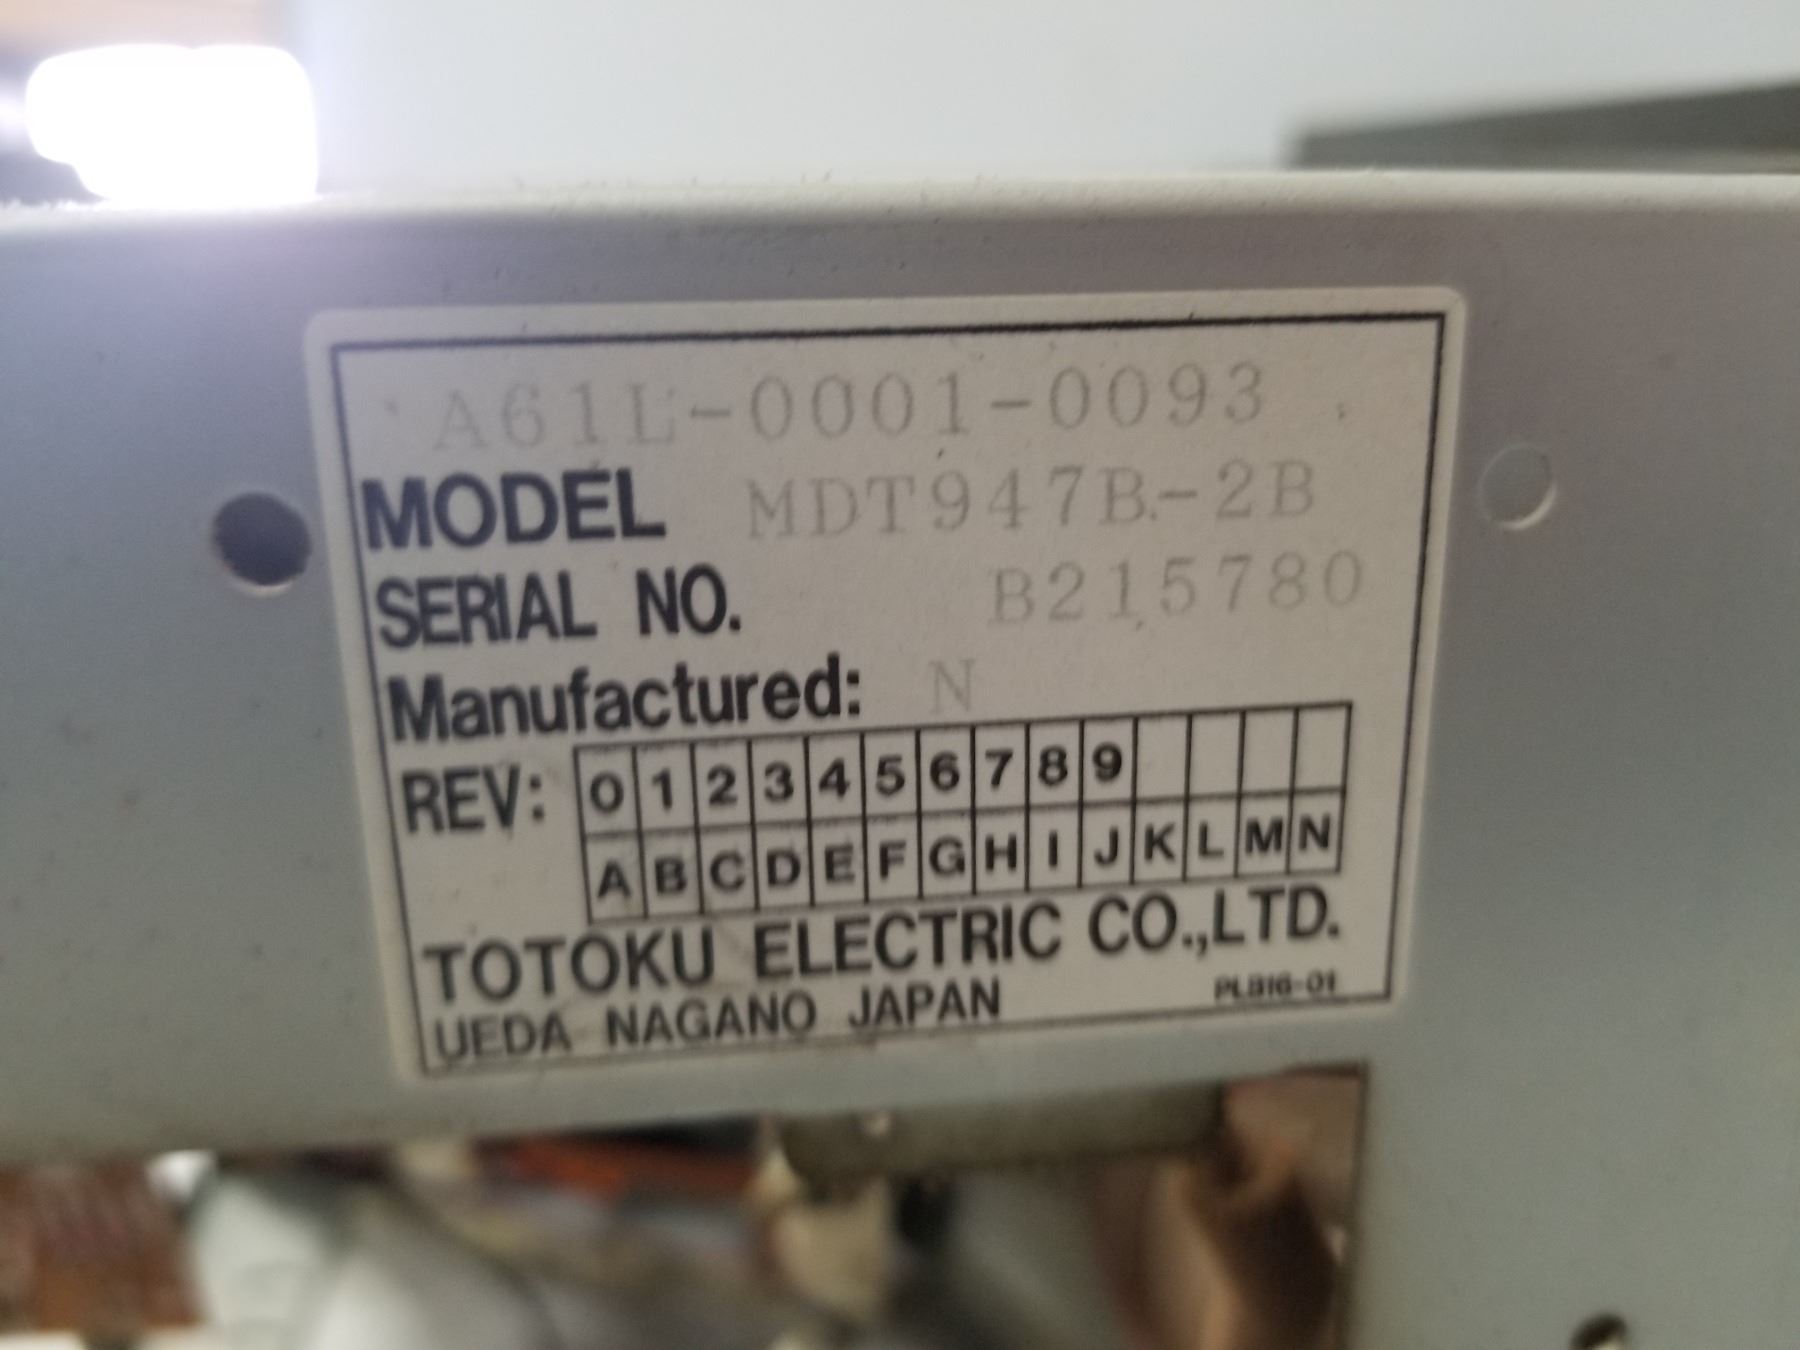 A61L-0001-0093
MODEL MDT947B-2B
SERIAL NO. B215780
Manufactured: N
REV: 0 1 2 3 4 5 6 7 8 9
A B C D E F G H I J K L M N
TOTOKU ELECTRIC CO.,LTD.
UEDA NAGANO JAPAN PLB16-01